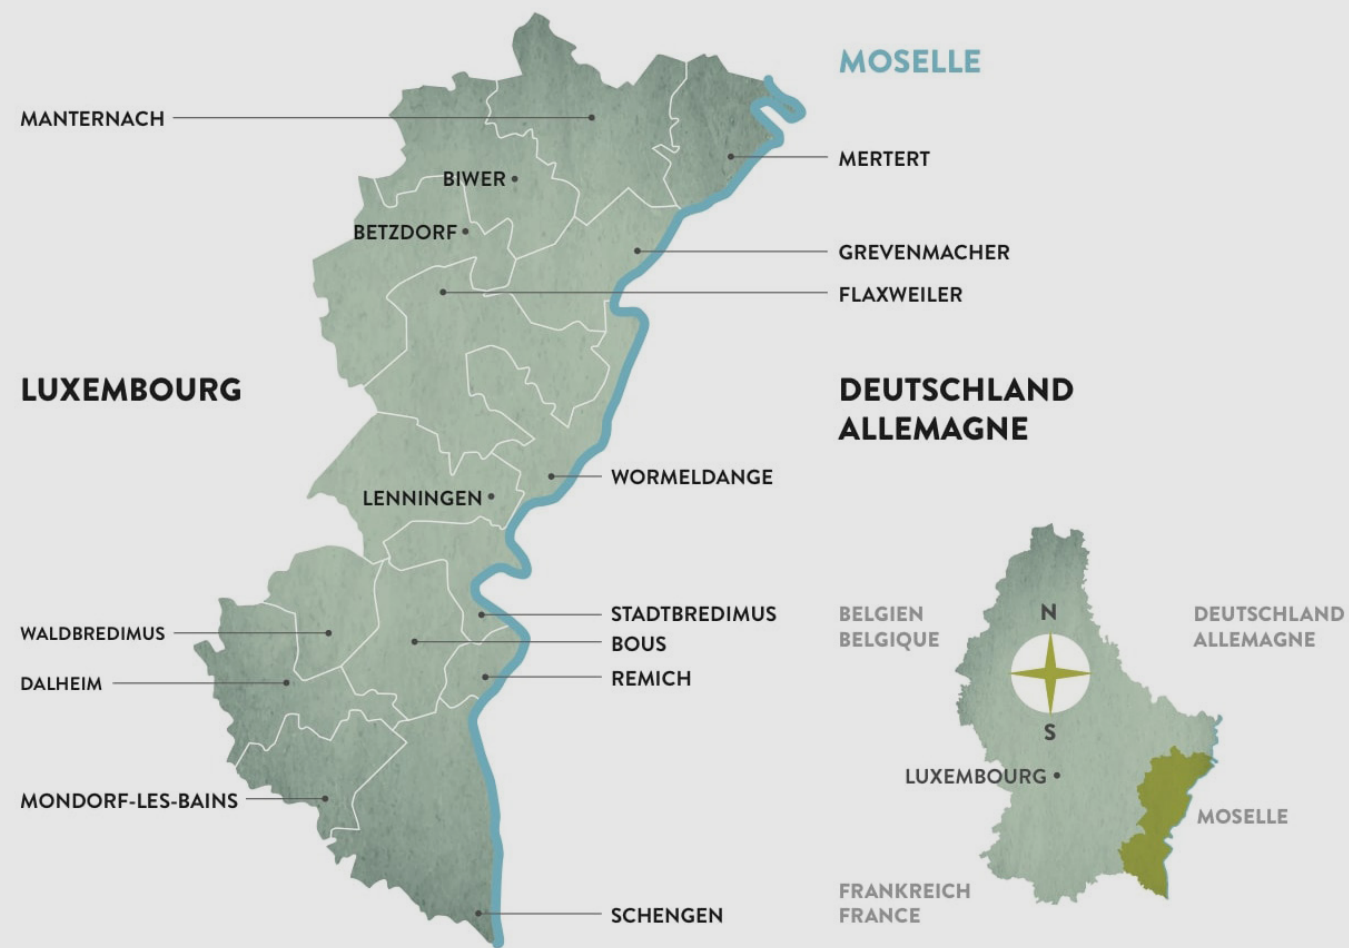 MOSELLE
MANTERNACH
MERTERT
BIWER
BETZDORF
GREVENMACHER
FLAXWEILER
LUXEMBOURG
DEUTSCHLAND
ALLEMAGNE
WORMELDANGE
LENNINGEN
STADTBREDIMUS
WALDBREDIMUS
BOUS
REMICH
DALHEIM
MONDORF-LES-BAINS
SCHENGEN
N
BELGIEN
BELGIQUE
DEUTSCHLAND
ALLEMAGNE
S
LUXEMBOURG
MOSELLE
FRANKREICH
FRANCE